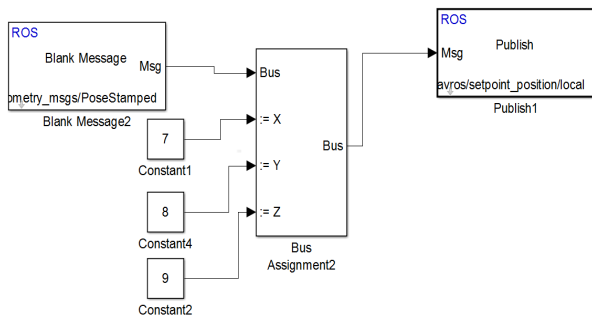 ROS
Blank Message
Msg
ometry_msgs/PoseStamped
Blank Message2
7
Constant1
8
Constant4
9
Constant2
Bus
:= X
:= Y
:= Z
Bus
Bus
Assignment2
ROS
Publish
Msg
avros/setpoint_position/local
Publish1